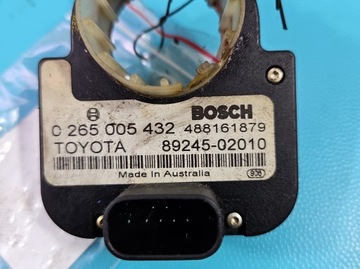 BOSCH
0 265 005 432 488161879
TOYOTA 89245-02010
Made in Australia